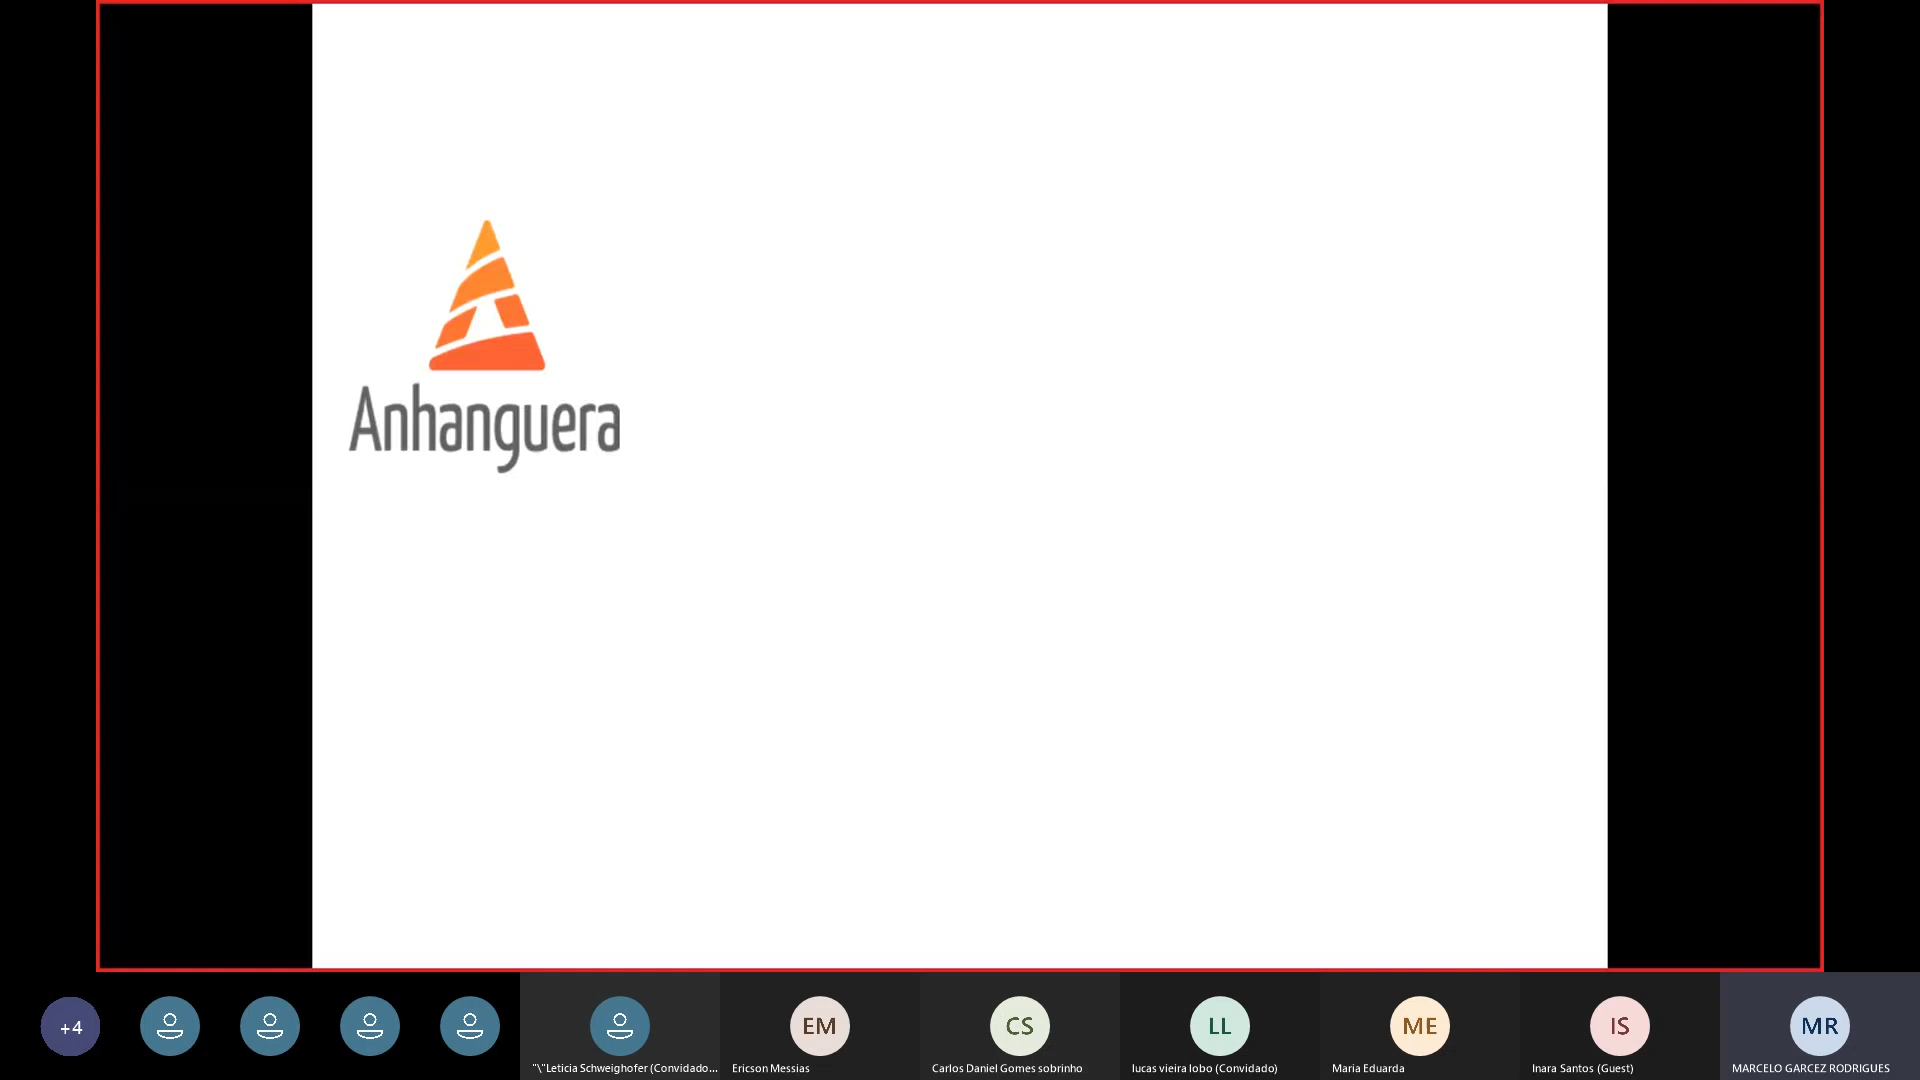 Anhanguera
+4
"\"Leticia Schweighofer (Convidado...
EM
Ericson Messias
CS
Carlos Daniel Gomes sobrinho
LL
lucas vieira lobo (Convidado)
ME
Maria Eduarda
IS
Inara Santos (Guest)
MR
MARCELO GARCEZ RODRIGUES